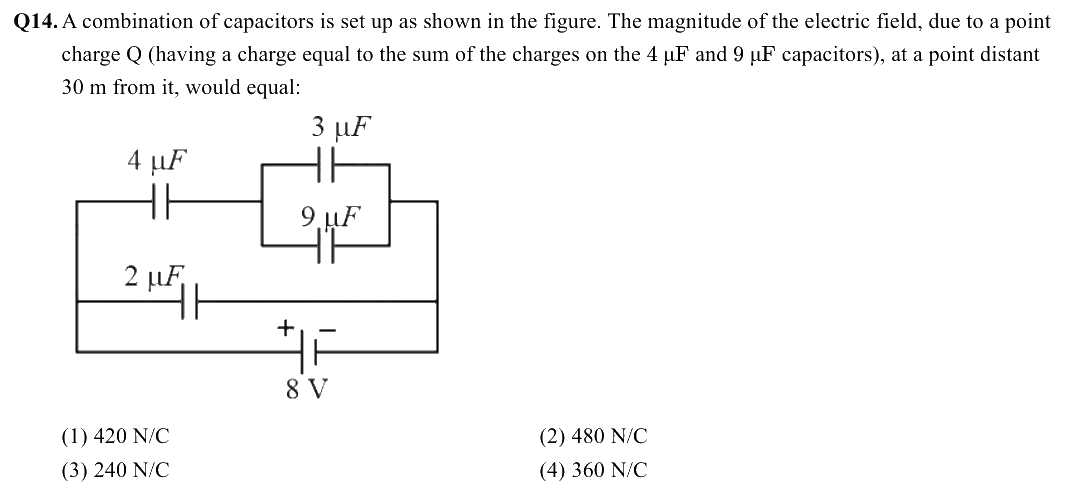 Q14. A combination of capacitors is set up as shown in the figure. The magnitude of the electric field, due to a point
charge Q (having a charge equal to the sum of the charges on the 4 μF and 9 μF capacitors), at a point distant
30 m from it, would equal:
3 μF
4 μF
9 μF
2 μF
+ −
8 V
(1) 420 N/C
(2) 480 N/C
(3) 240 N/C
(4) 360 N/C